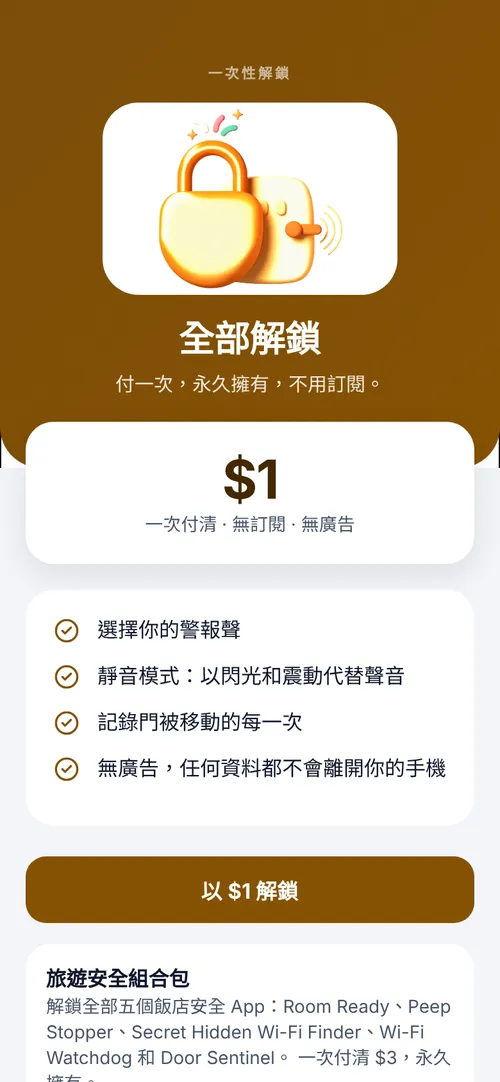 一次性解鎖
全部解鎖
付一次，永久擁有，不用訂閱。
$1
一次付清 · 無訂閱 · 無廣告
選擇你的警報聲
靜音模式：以閃光和震動代替聲音
記錄門被移動的每一次
無廣告，任何資料都不會離開你的手機
以 $1 解鎖
旅遊安全組合包
解鎖全部五個飯店安全 App：Room Ready、Peep
Stopper、Secret Hidden Wi-Fi Finder、Wi-Fi
Watchdog 和 Door Sentinel。 一次付清 $3，永久
擁有。